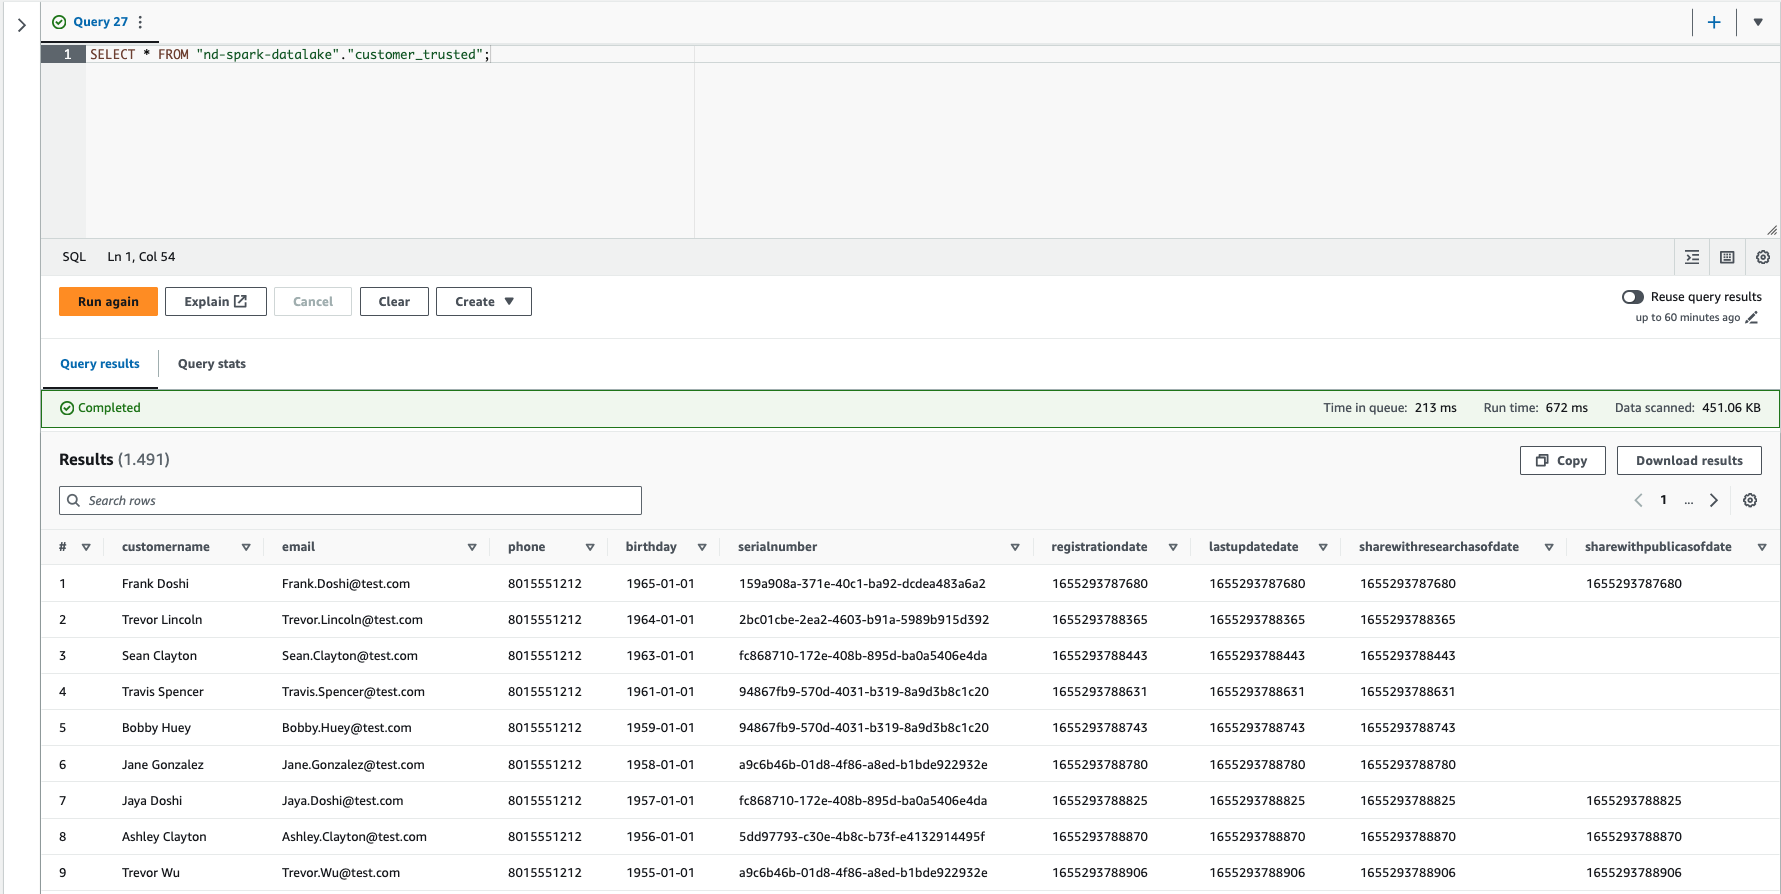 Query 27
1 SELECT * FROM "nd-spark-datalake"."customer_trusted";
SQL Ln 1, Col 54
Run again Explain Cancel Clear Create Reuse query results
up to 60 minutes ago
Query results Query stats
Completed Time in queue: 213 ms Run time: 672 ms Data scanned: 451.06 KB
Results (1.491) Copy Download results
Search rows 1 ...
# customername email phone birthday serialnumber registrationdate lastupdatedate sharewithresearchasofdate sharewithpublicasofdate
1 Frank Doshi Frank.Doshi@test.com 8015551212 1965-01-01 159a908a-371e-40c1-ba92-dcdea483a6a2 1655293787680 1655293787680 1655293787680 1655293787680
2 Trevor Lincoln Trevor.Lincoln@test.com 8015551212 1964-01-01 2bc01cbe-2ea2-4603-b91a-5989b915d392 1655293788365 1655293788365 1655293788365
3 Sean Clayton Sean.Clayton@test.com 8015551212 1963-01-01 fc868710-172e-408b-895d-ba0a5406e4da 1655293788443 1655293788443 1655293788443
4 Travis Spencer Travis.Spencer@test.com 8015551212 1961-01-01 94867fb9-570d-4031-b319-8a9d3b8c1c20 1655293788631 1655293788631 1655293788631
5 Bobby Huey Bobby.Huey@test.com 8015551212 1959-01-01 94867fb9-570d-4031-b319-8a9d3b8c1c20 1655293788743 1655293788743 1655293788743
6 Jane Gonzalez Jane.Gonzalez@test.com 8015551212 1958-01-01 a9c6b46b-01d8-4f86-a8ed-b1bde922932e 1655293788780 1655293788780 1655293788780
7 Jaya Doshi Jaya.Doshi@test.com 8015551212 1957-01-01 fc868710-172e-408b-895d-ba0a5406e4da 1655293788825 1655293788825 1655293788825 1655293788825
8 Ashley Clayton Ashley.Clayton@test.com 8015551212 1956-01-01 5dd97793-c30e-4b8c-b73f-e4132914495f 1655293788870 1655293788870 1655293788870 1655293788870
9 Trevor Wu Trevor.Wu@test.com 8015551212 1955-01-01 a9c6b46b-01d8-4f86-a8ed-b1bde922932e 1655293788906 1655293788906 1655293788906 1655293788906